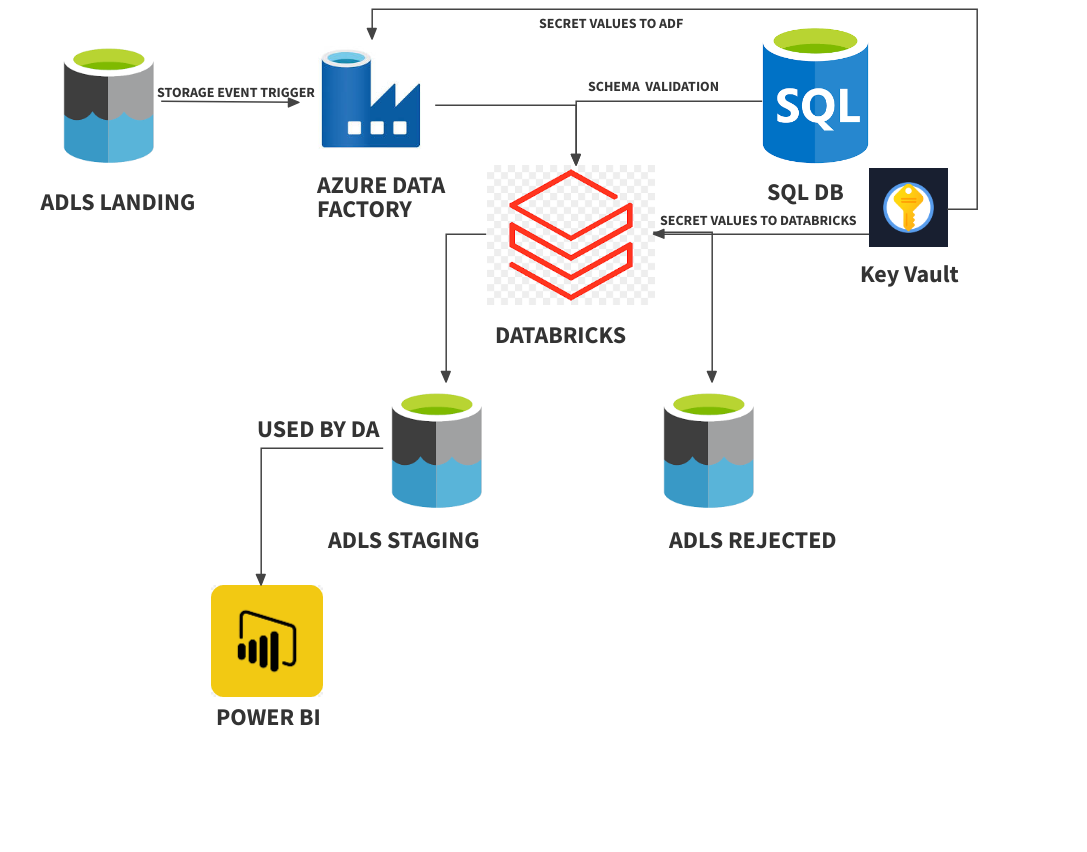 SECRET VALUES TO ADF
STORAGE EVENT TRIGGER
SCHEMA  VALIDATION
SQL
ADLS LANDING
AZURE DATA
FACTORY
SQL DB
SECRET VALUES TO DATABRICKS
Key Vault
DATABRICKS
USED BY DA
ADLS STAGING
ADLS REJECTED
POWER BI